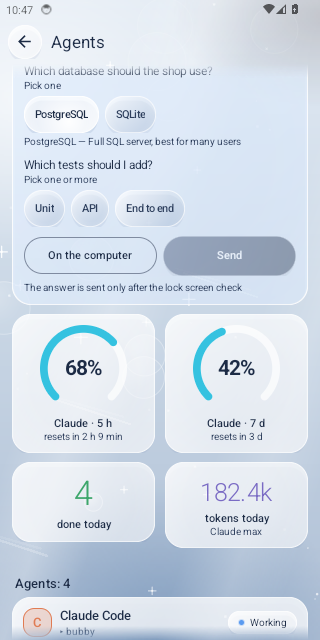 10:47
Agents
Which database should the shop use?
Pick one
PostgreSQL SQLite
PostgreSQL — Full SQL server, best for many users
Which tests should I add?
Pick one or more
Unit API End to end
On the computer Send
The answer is sent only after the lock screen check
68% 42%
Claude · 5 h Claude · 7 d
resets in 2 h 9 min resets in 3 d
4 182.4k
done today tokens today
Claude max
Agents: 4
C Claude Code Working
• bubby